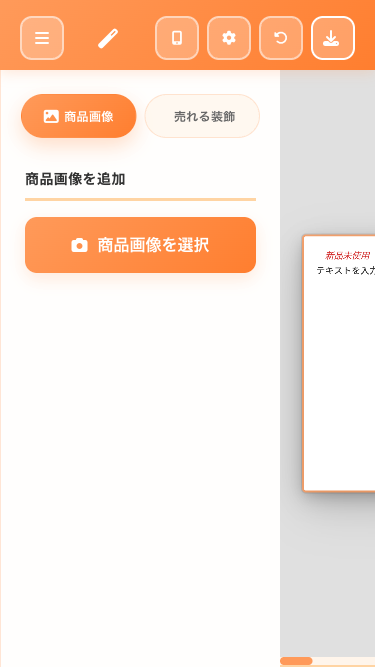 商品画像
売れる装飾
商品画像を追加
商品画像を選択
新品未使用
テキストを入力